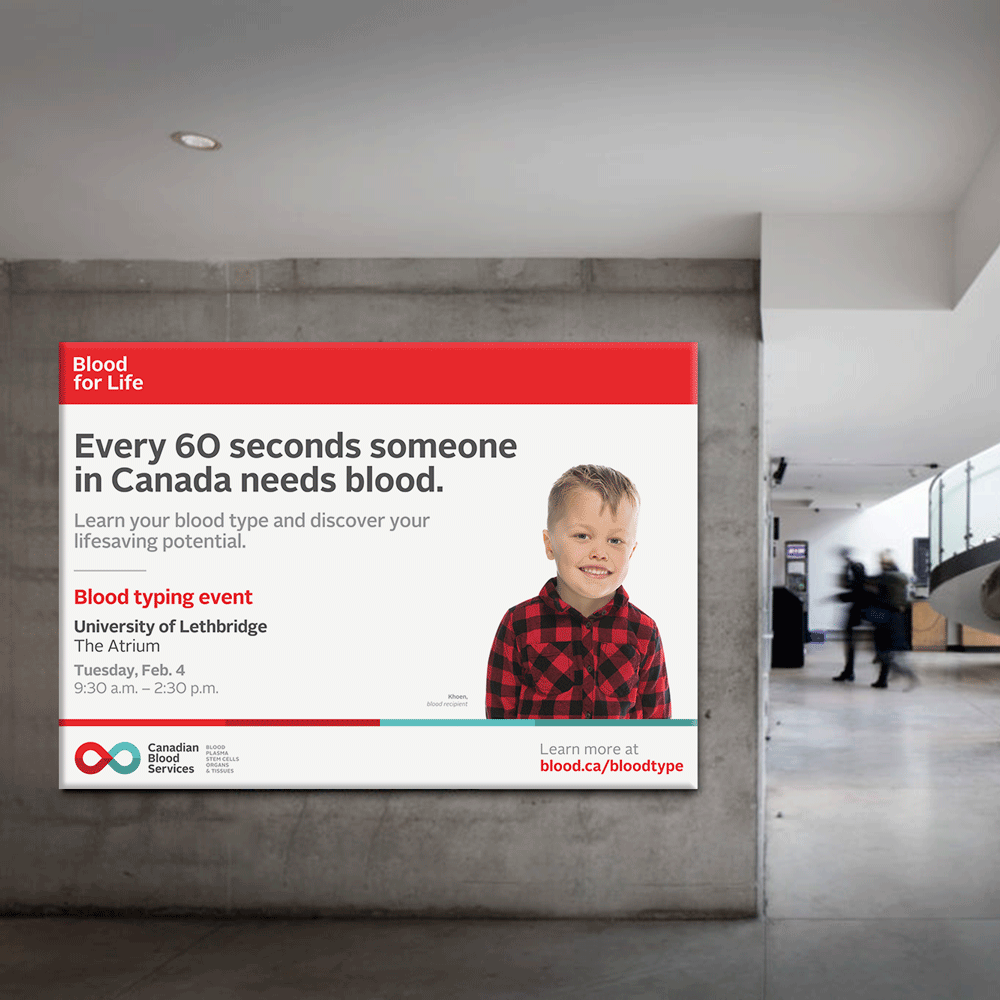 Blood
for Life
Every 60 seconds someone
in Canada needs blood.
Learn your blood type and discover your
lifesaving potential.
Blood typing event
University of Lethbridge
The Atrium
Tuesday, Feb. 4
9:30 a.m. – 2:30 p.m.
Khoen,
blood recipient
Canadian
Blood
Services
BLOOD
PLASMA
STEM CELLS
ORGANS
& TISSUES
Learn more at
blood.ca/bloodtype